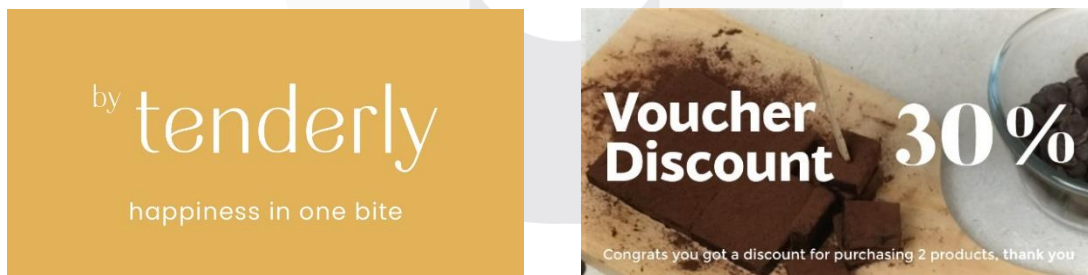 by tenderly
happiness in one bite
Voucher
Discount
30%
Congrats you got a discount for purchasing 2 products, thank you